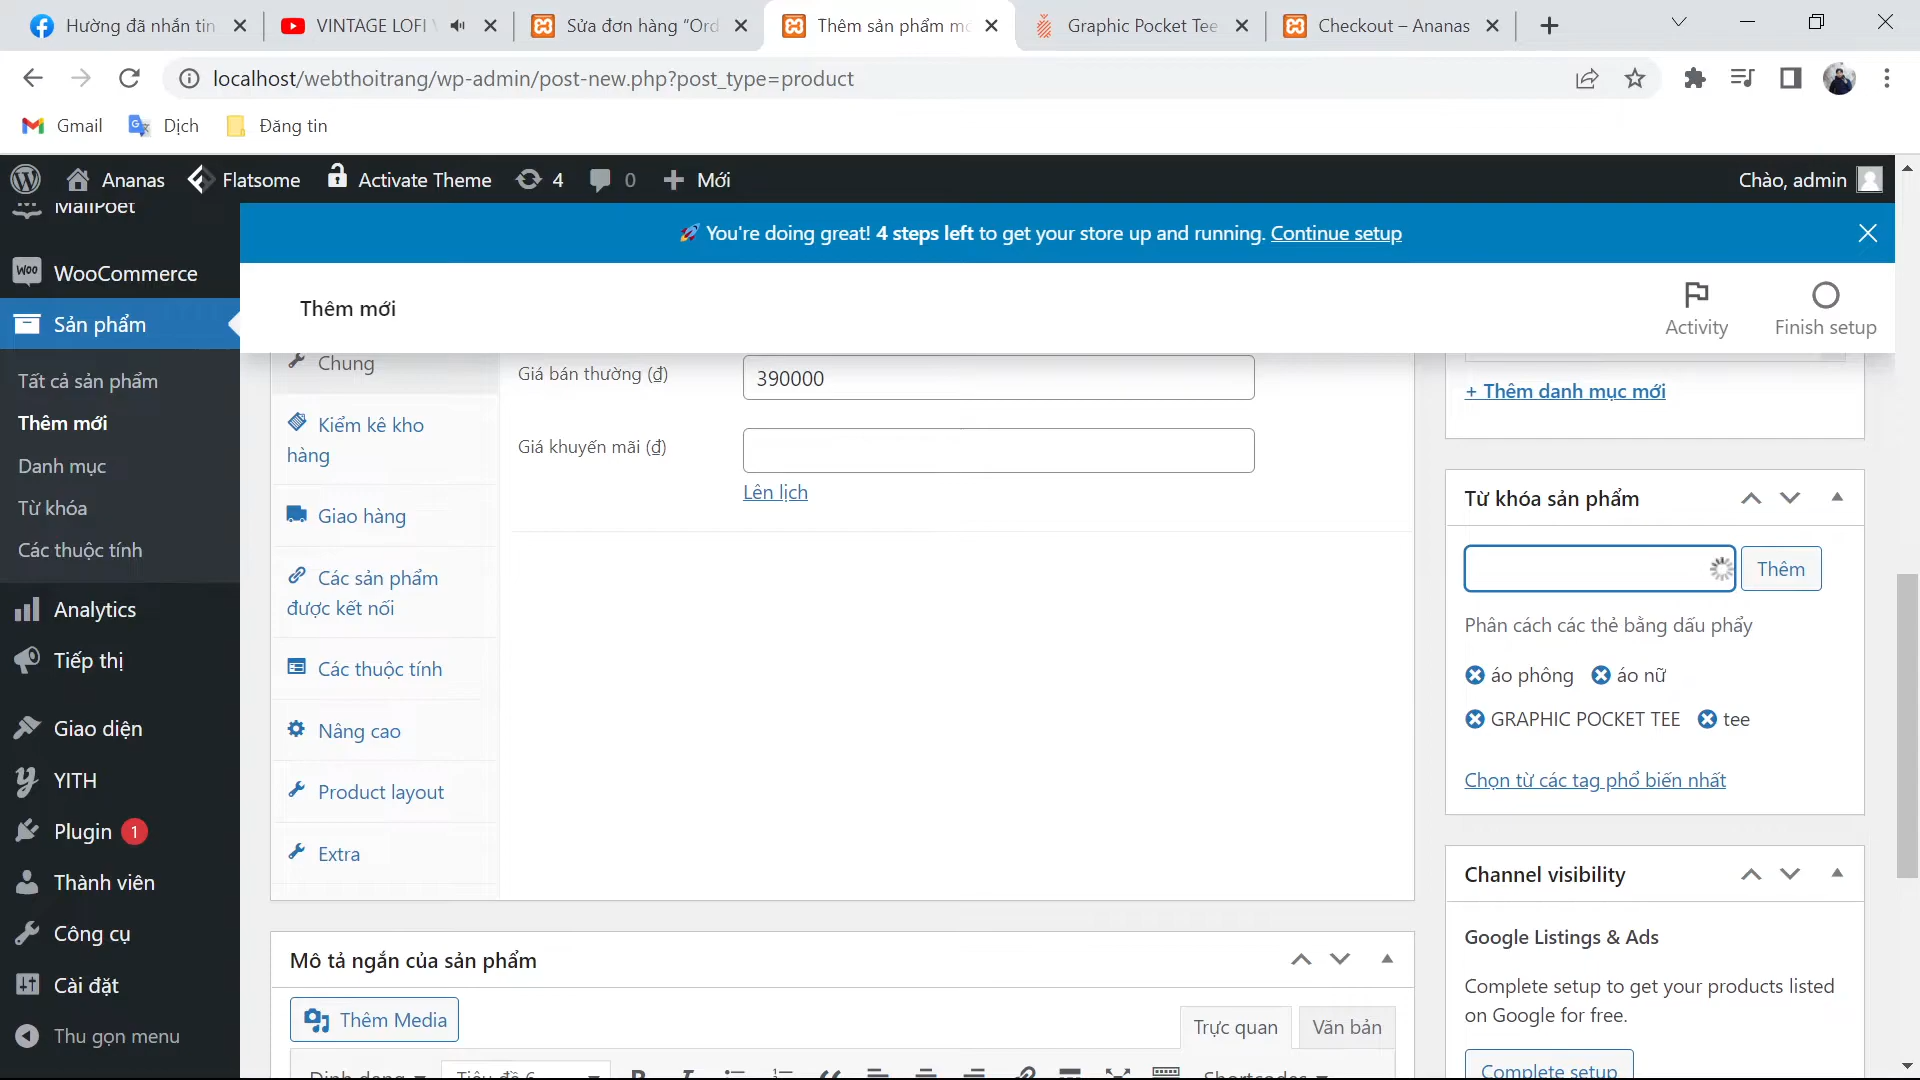 Hường đã nhắn tin
VINTAGE LOFI
Sửa đơn hàng “Ord
Thêm sản phẩm mớ
Graphic Pocket Tee
Checkout – Ananas
localhost/webthoitrang/wp-admin/post-new.php?post_type=product
Gmail
Dịch
Đăng tin
Ananas
Flatsome
Activate Theme
4
0
Mới
Chào, admin
MailPoet
WooCommerce
Sản phẩm
Tất cả sản phẩm
Thêm mới
Danh mục
Từ khóa
Các thuộc tính
Analytics
Tiếp thị
Giao diện
YITH
Plugin 1
Thành viên
Công cụ
Cài đặt
Thu gọn menu
🚀 You're doing great! 4 steps left to get your store up and running. Continue setup
Thêm mới
Activity
Finish setup
Chung
Kiểm kê kho
hàng
Giao hàng
Các sản phẩm
được kết nối
Các thuộc tính
Nâng cao
Product layout
Extra
Giá bán thường (₫)
390000
Giá khuyến mãi (₫)
Lên lịch
Mô tả ngắn của sản phẩm
Thêm Media
Trực quan
Văn bản
Định dạng
Tiêu đề 6
Shortcodes
+ Thêm danh mục mới
Từ khóa sản phẩm
Thêm
Phân cách các thẻ bằng dấu phẩy
áo phông
áo nữ
GRAPHIC POCKET TEE
tee
Chọn từ các tag phổ biến nhất
Channel visibility
Google Listings & Ads
Complete setup to get your products listed
on Google for free.
Complete setup